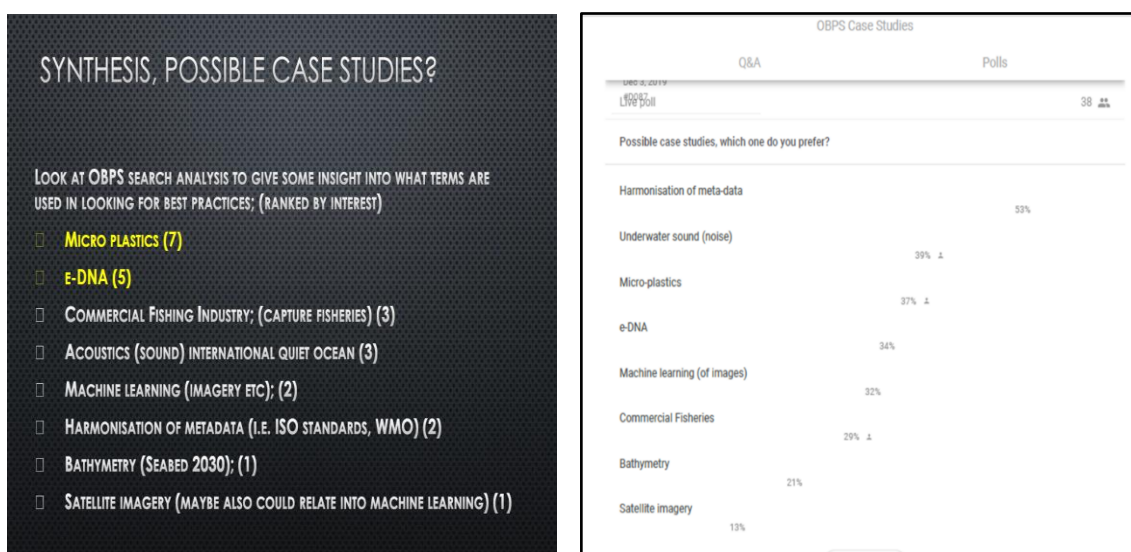 SYNTHESIS, POSSIBLE CASE STUDIES?
LOOK AT OBPS SEARCH ANALYSIS TO GIVE SOME INSIGHT INTO WHAT TERMS ARE
USED IN LOOKING FOR BEST PRACTICES; (RANKED BY INTEREST)
MICRO PLASTICS (7)
E-DNA (5)
COMMERCIAL FISHING INDUSTRY; (CAPTURE FISHERIES) (3)
ACOUSTICS (SOUND) INTERNATIONAL QUIET OCEAN (3)
MACHINE LEARNING (IMAGERY ETC); (2)
HARMONISATION OF METADATA (I.E. ISO STANDARDS, WMO) (2)
BATHYMETRY (SEABED 2030); (1)
SATELLITE IMAGERY (MAYBE ALSO COULD RELATE INTO MACHINE LEARNING) (1)
OBPS Case Studies
Q&A Polls
Dec 3, 2019
Live poll 38
Possible case studies, which one do you prefer?
Harmonisation of meta-data
53%
Underwater sound (noise)
39%
Micro-plastics
37%
e-DNA
34%
Machine learning (of images)
32%
Commercial Fisheries
29%
Bathymetry
21%
Satellite imagery
13%